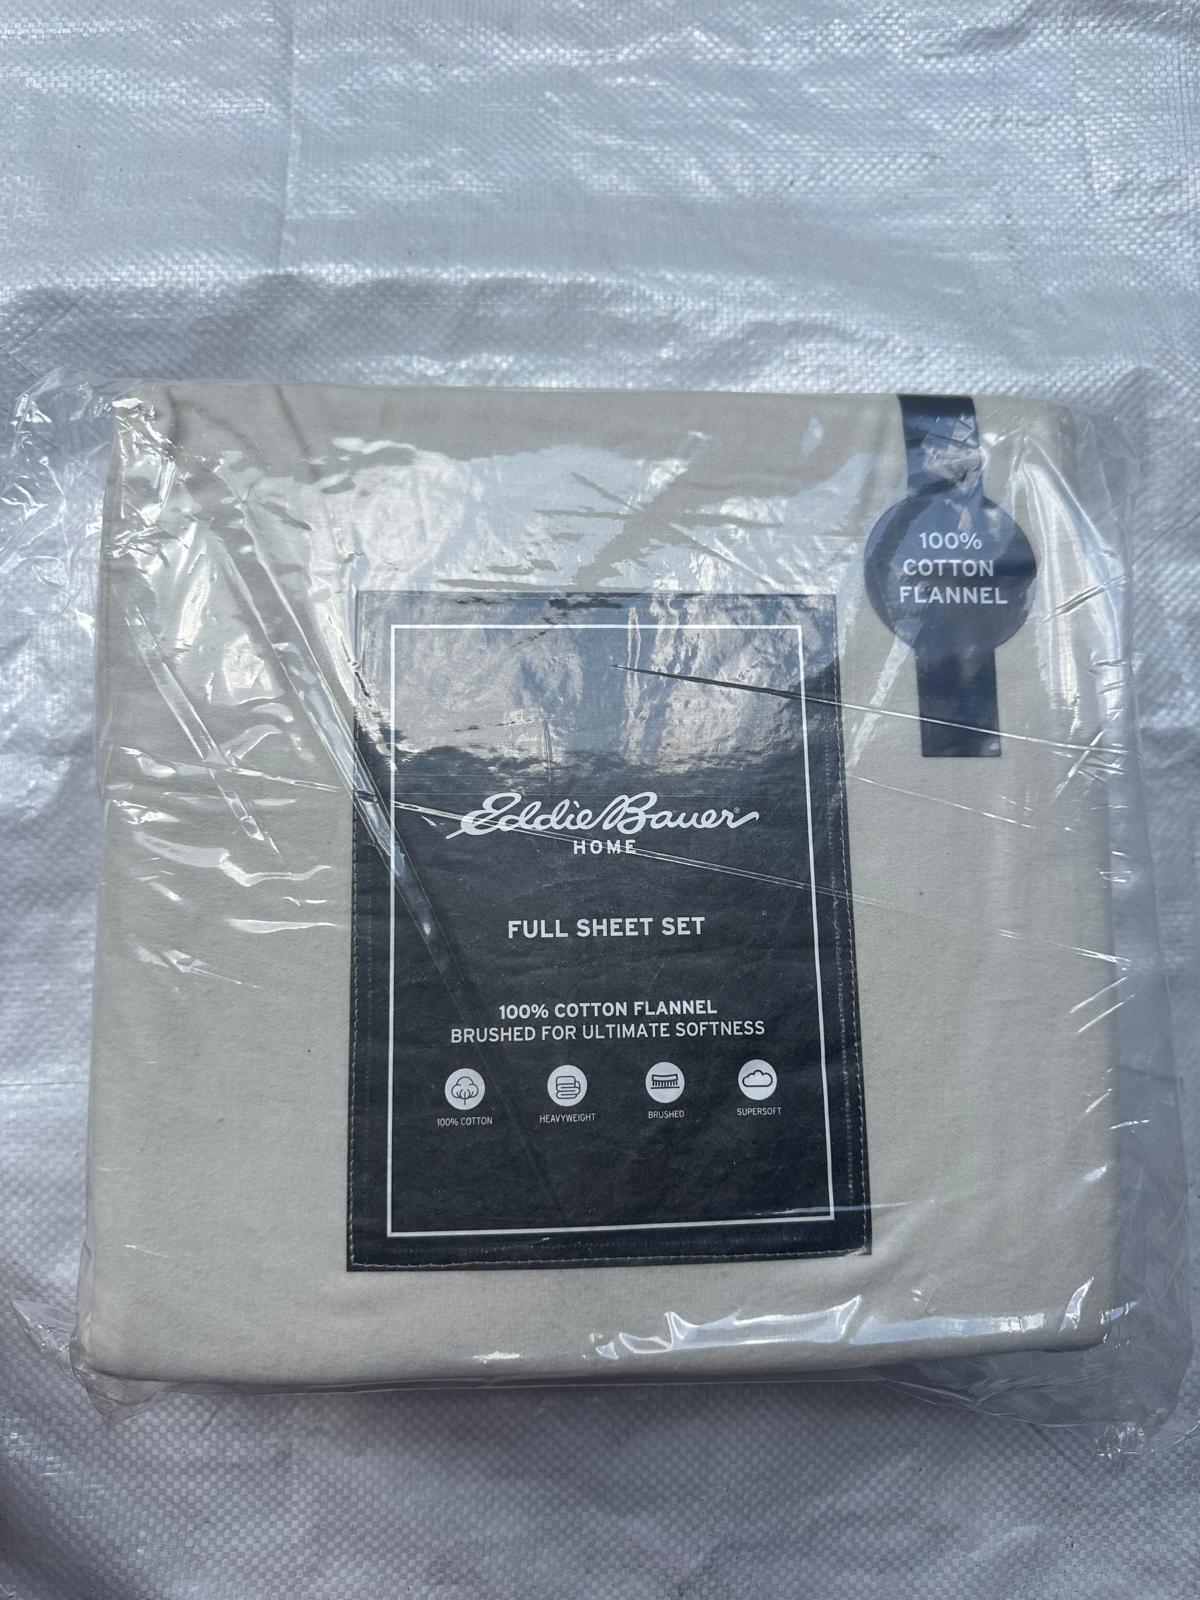 100%
COTTON
FLANNEL
Eddie Bauer®
HOME
FULL SHEET SET
100% COTTON FLANNEL
BRUSHED FOR ULTIMATE SOFTNESS
100% COTTON
HEAVYWEIGHT
BRUSHED
SUPERSOFT